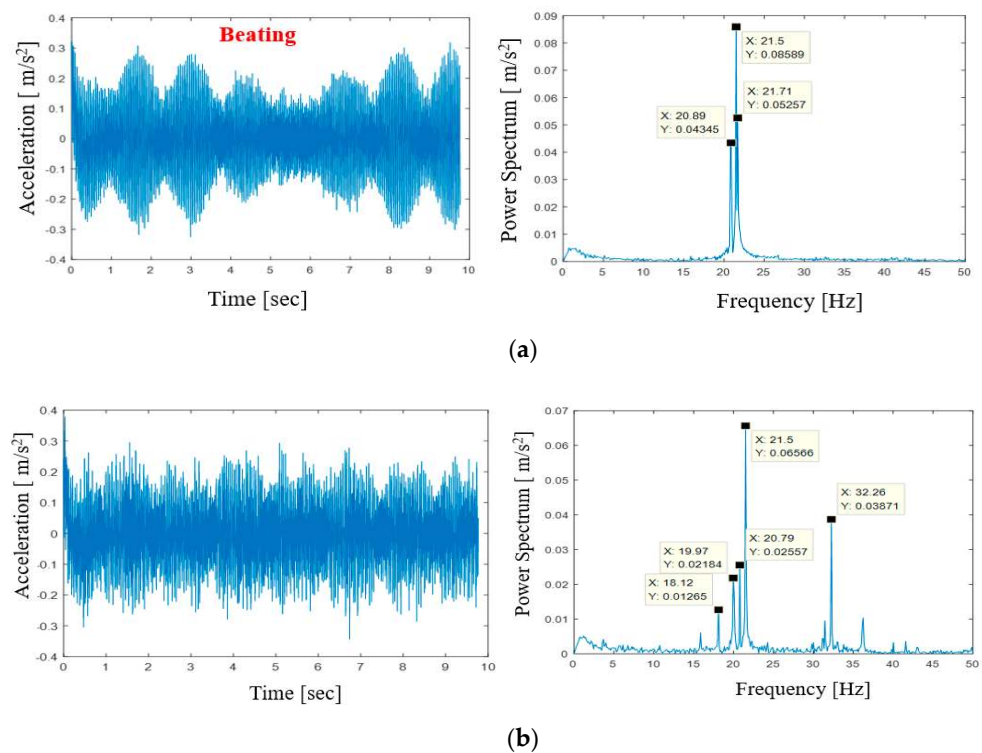 Beating
Acceleration [ m/s²]
0.4
0.3
0.2
0.1
0
-0.1
-0.2
-0.3
-0.4
0 1 2 3 4 5 6 7 8 9 10
Time [sec]
Power Spectrum [ m/s²]
0.09
0.08
0.07
0.06
0.05
0.04
0.03
0.02
0.01
0
X: 21.5
Y: 0.08589
X: 21.71
Y: 0.05257
X: 20.89
Y: 0.04345
0 5 10 15 20 25 30 35 40 45 50
Frequency [Hz]
(a)
Acceleration [ m/s²]
0.4
0.3
0.2
0.1
0
-0.1
-0.2
-0.3
-0.4
0 1 2 3 4 5 6 7 8 9 10
Time [sec]
Power Spectrum [ m/s²]
0.07
0.06
0.05
0.04
0.03
0.02
0.01
0
X: 21.5
Y: 0.06566
X: 32.26
Y: 0.03871
X: 20.79
Y: 0.02557
X: 19.97
Y: 0.02184
X: 18.12
Y: 0.01265
0 5 10 15 20 25 30 35 40 45 50
Frequency [Hz]
(b)